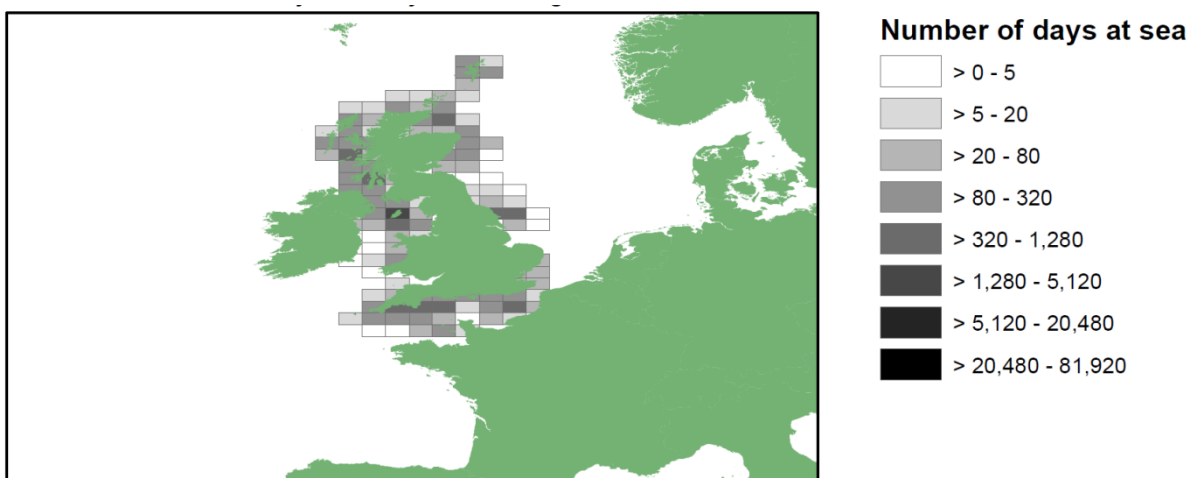 Number of days at sea
> 0 - 5
> 5 - 20
> 20 - 80
> 80 - 320
> 320 - 1,280
> 1,280 - 5,120
> 5,120 - 20,480
> 20,480 - 81,920